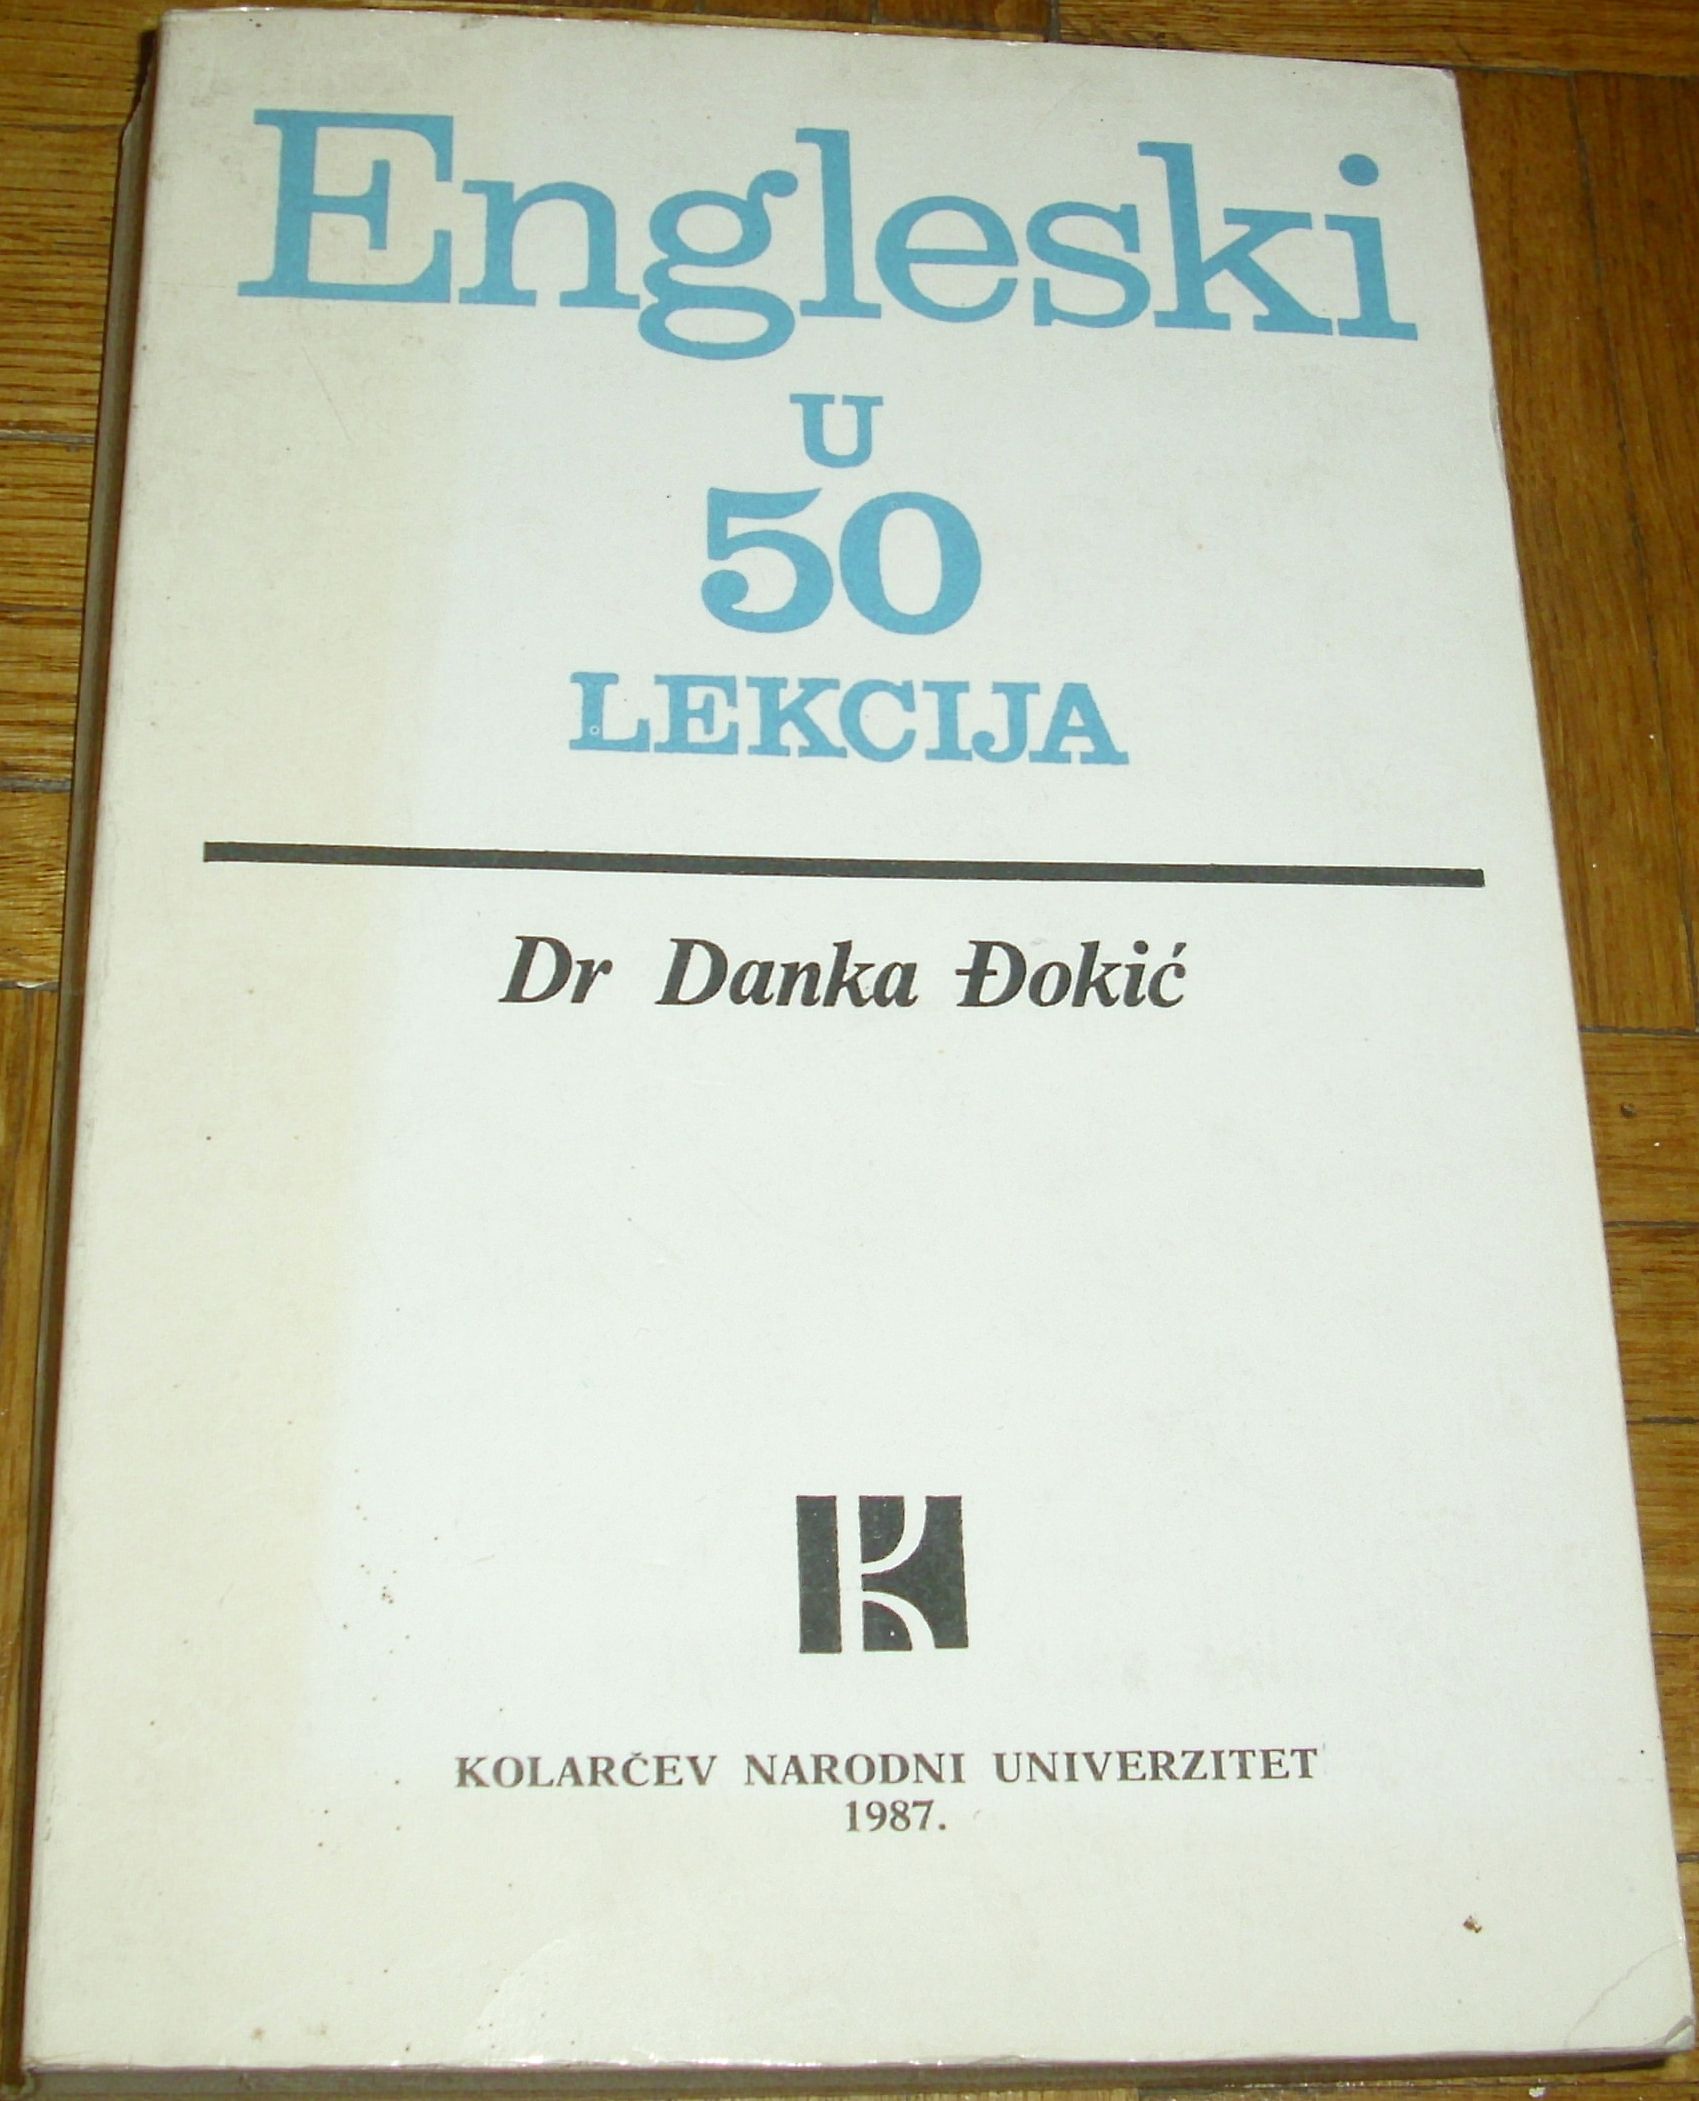 Engleski
U
50
LEKCIJA
Dr Danka Đokić
K
KOLARČEV NARODNI UNIVERZITET
1987.